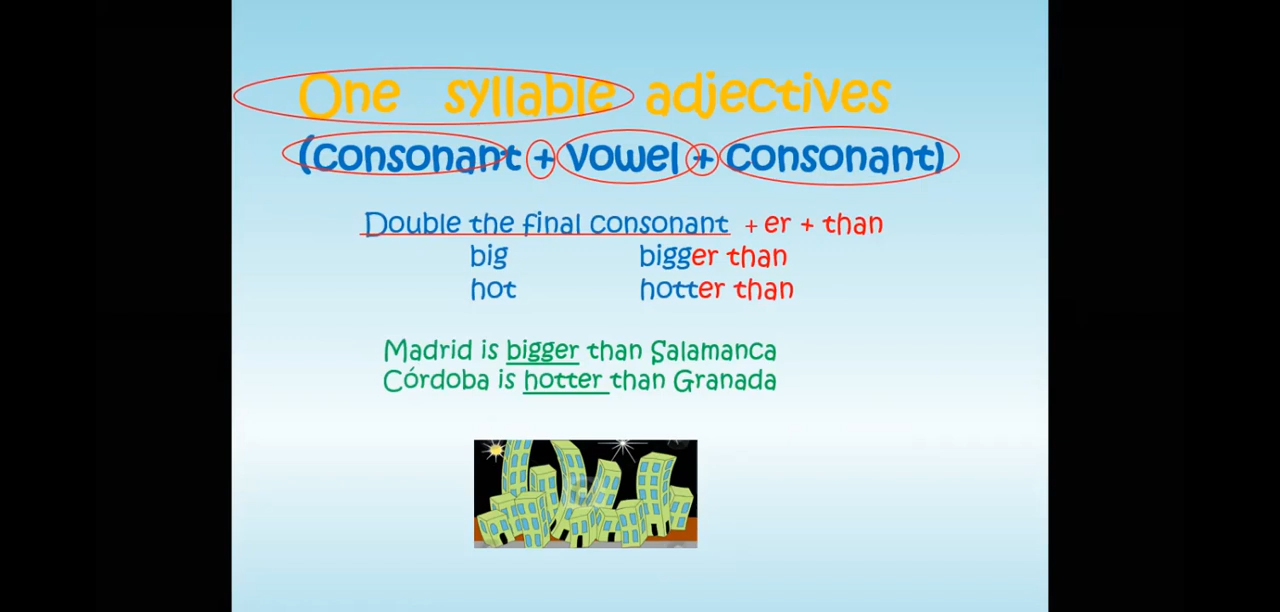 One syllable adjectives
(consonant + vowel + consonant)
Double the final consonant + er + than
big bigger than
hot hotter than
Madrid is bigger than Salamanca
Córdoba is hotter than Granada